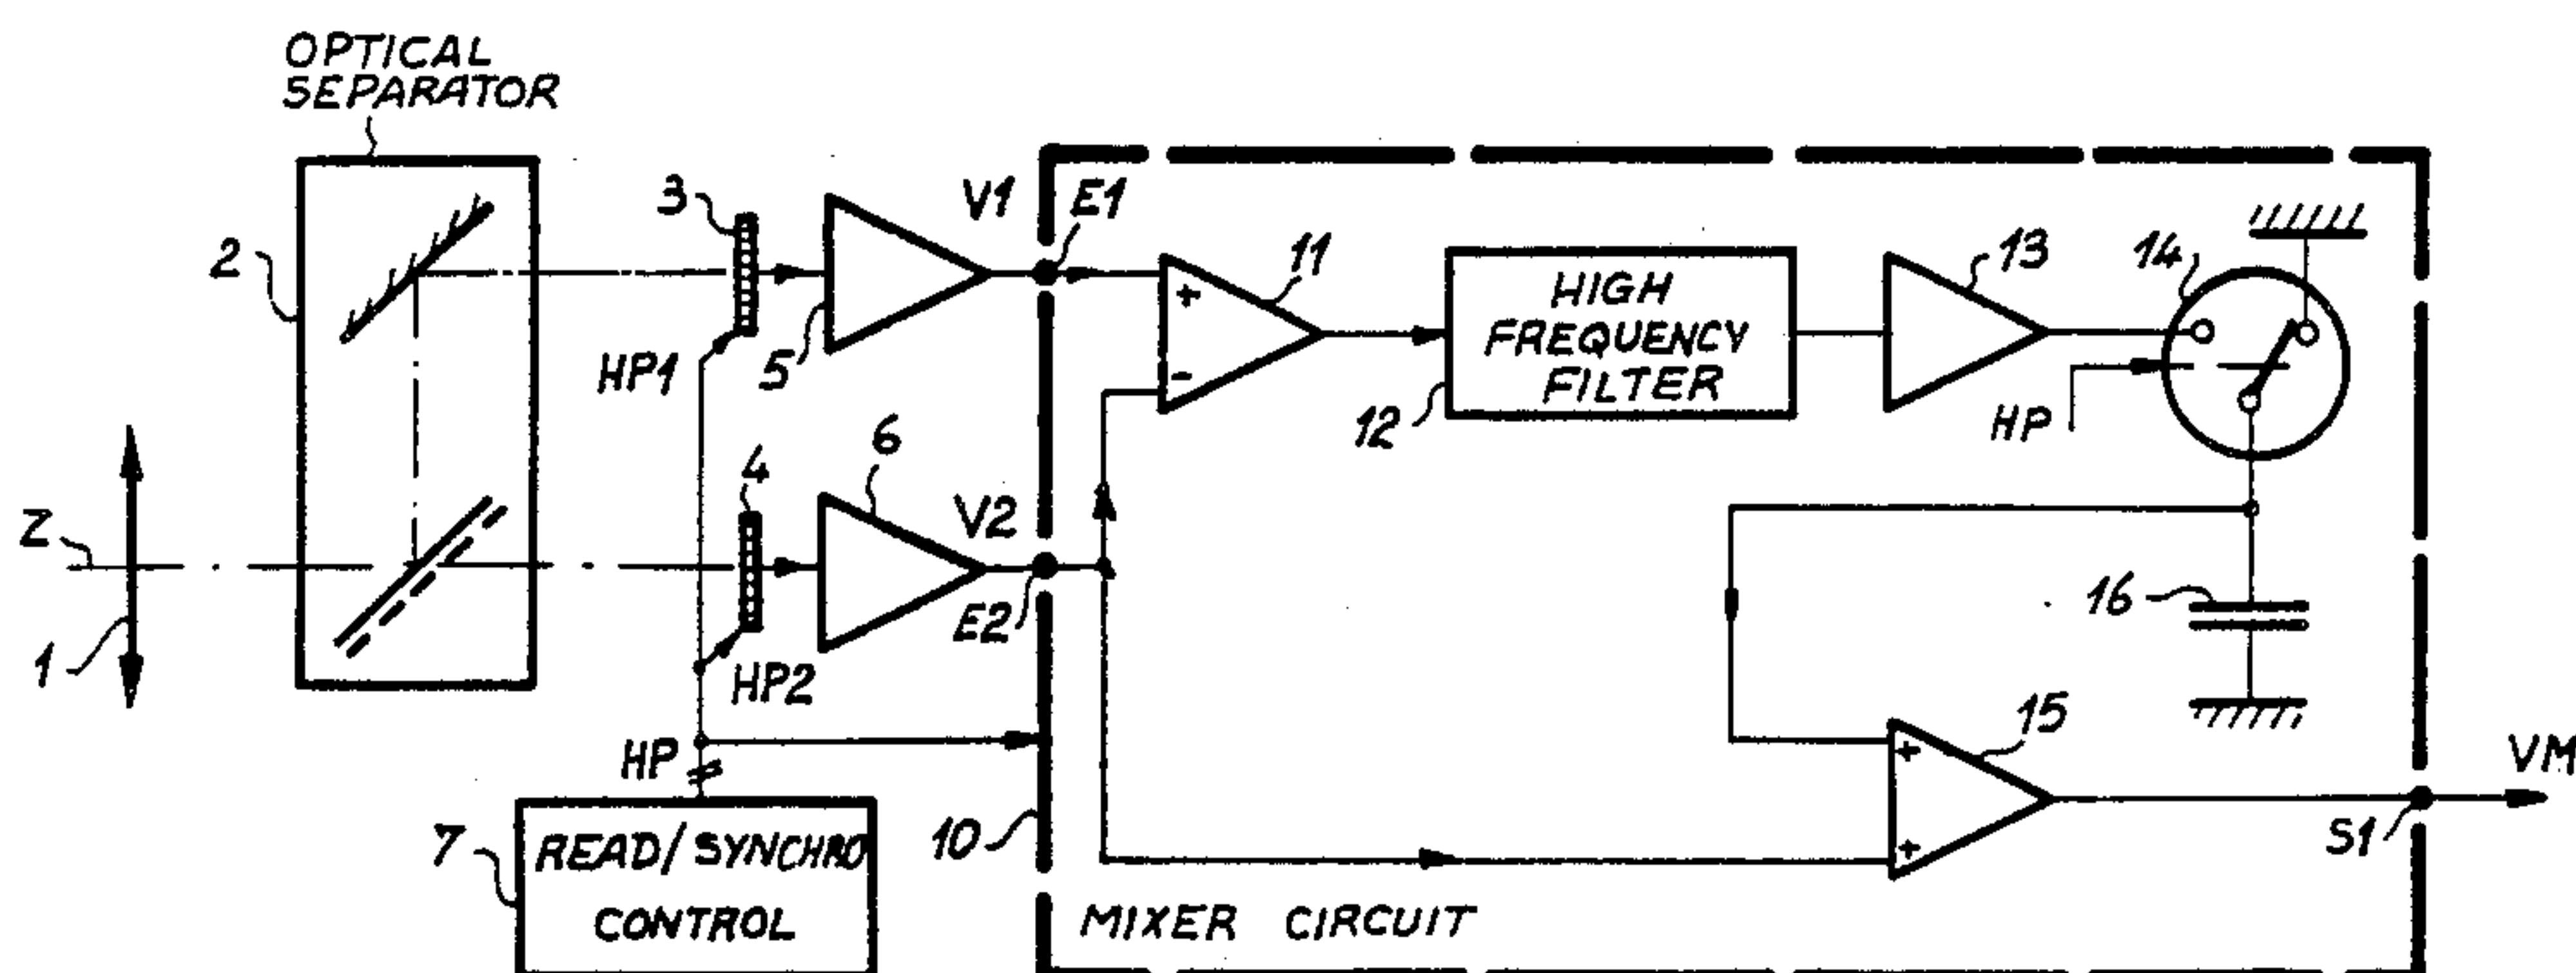 OPTICAL
SEPARATOR
2
3
V1
E1
11
HIGH
FREQUENCY
FILTER
12
13
14
HP
HP1
5
4
6
V2
E2
HP2
Z
1
HP
7
READ/SYNCHRO
CONTROL
10
MIXER CIRCUIT
16
15
+
-
+
+
VM
S1